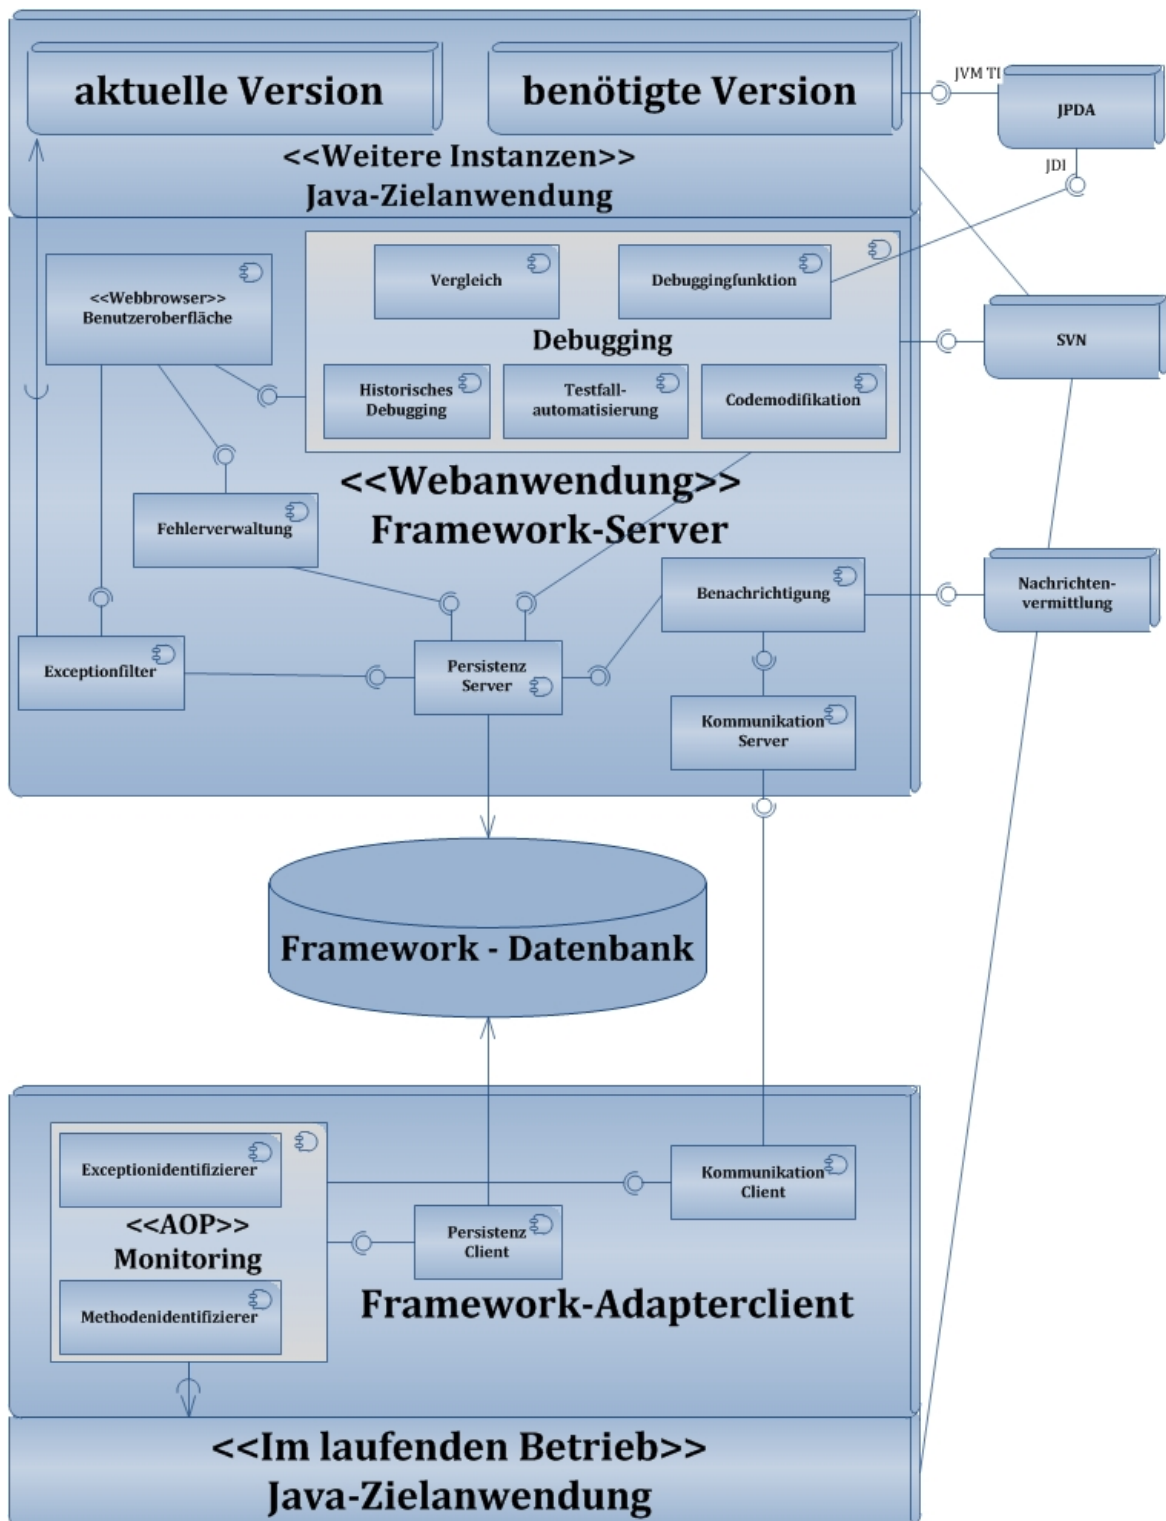 aktuelle Version
benötigte Version
JVM TI
JPDA
<<Weitere Instanzen>>
Java-Zielanwendung
JDI
Vergleich
Debuggingfunktion
<<Webbrowser>>
Benutzeroberfläche
Debugging
SVN
Historisches
Debugging
Testfall-
automatisierung
Codemodifikation
<<Webanwendung>>
Framework-Server
Fehlerverwaltung
Benachrichtigung
Nachrichten-
vermittlung
Exceptionfilter
Persistenz
Server
Kommunikation
Server
Framework - Datenbank
Exceptionidentifizierer
Kommunikation
Client
<<AOP>>
Monitoring
Persistenz
Client
Methodenidentifizierer
Framework-Adapterclient
<<Im laufenden Betrieb>>
Java-Zielanwendung